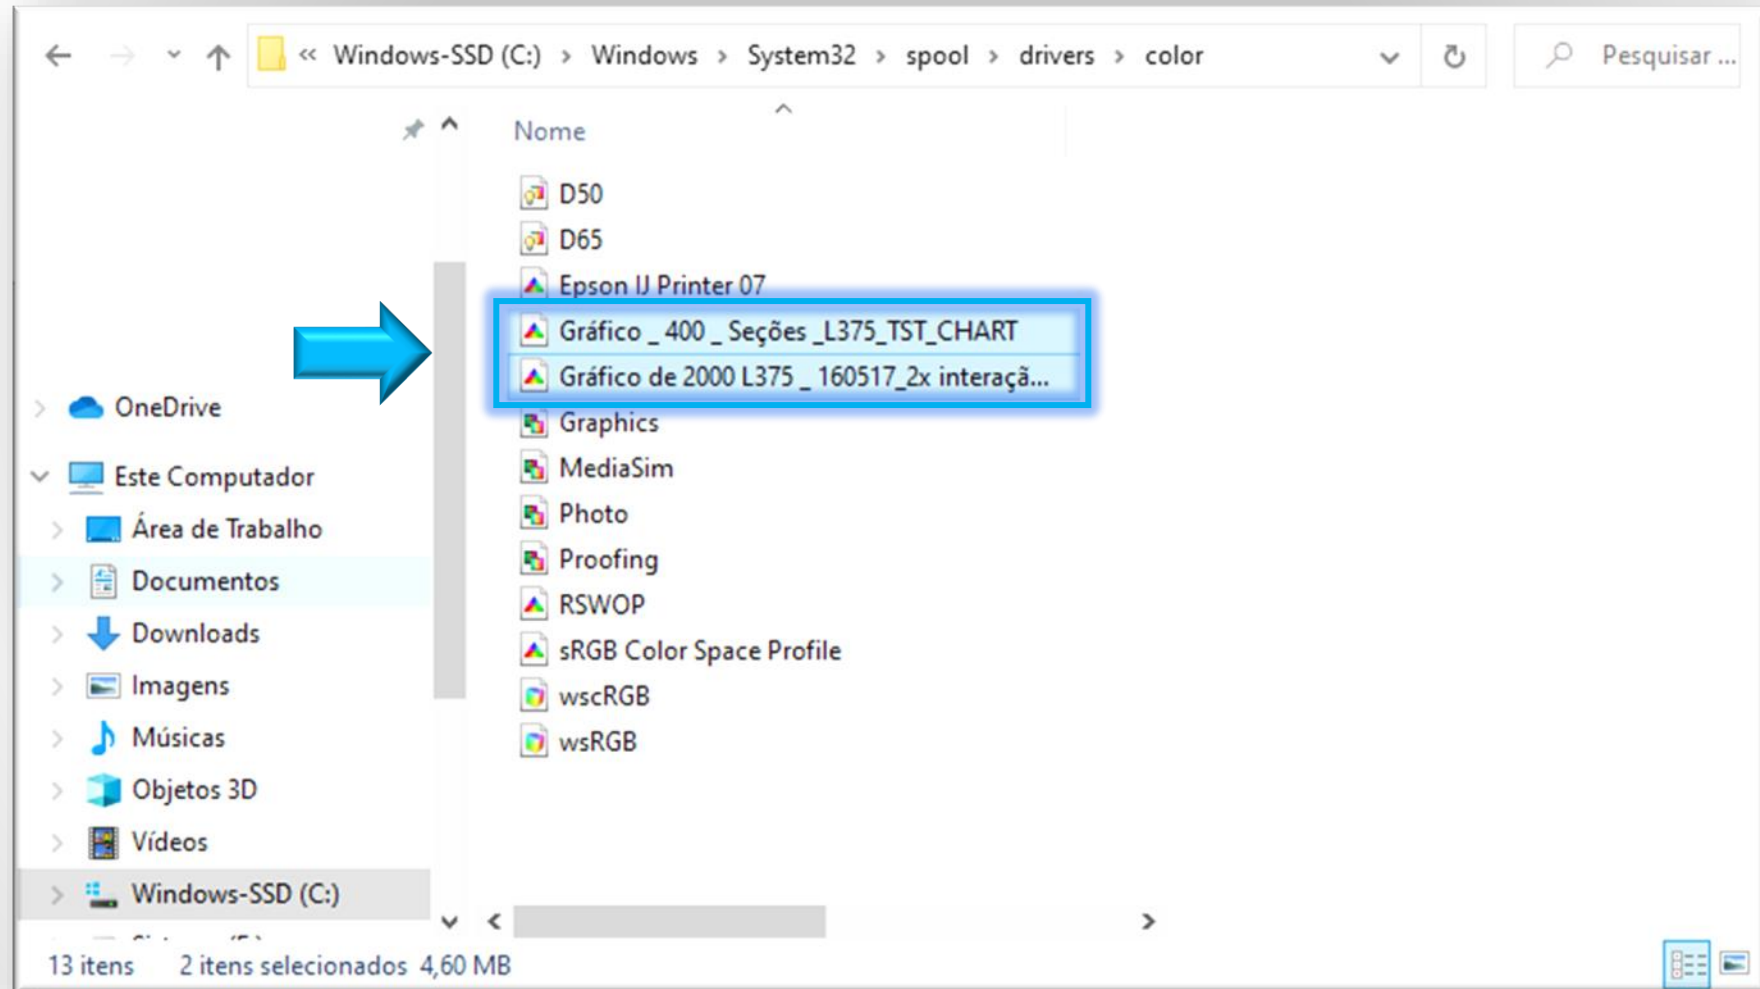 « Windows-SSD (C:) › Windows › System32 › spool › drivers › color
Pesquisar ...
Nome
D50
D65
Epson IJ Printer 07
Gráfico _ 400 _ Seções _L375_TST_CHART
Gráfico de 2000 L375 _ 160517_2x interaçã...
Graphics
MediaSim
Photo
Proofing
RSWOP
sRGB Color Space Profile
wscRGB
wsRGB
OneDrive
Este Computador
Área de Trabalho
Documentos
Downloads
Imagens
Músicas
Objetos 3D
Vídeos
Windows-SSD (C:)
13 itens
2 itens selecionados 4,60 MB